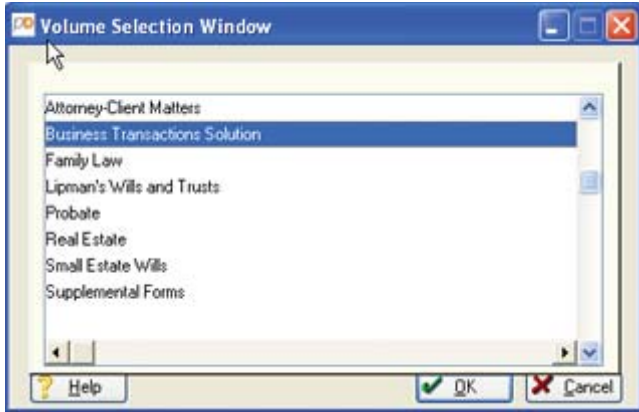 Volume Selection Window
Attorney-Client Matters
Business Transactions Solution
Family Law
Lipman's Wills and Trusts
Probate
Real Estate
Small Estate Wills
Supplemental Forms
Help
OK
Cancel